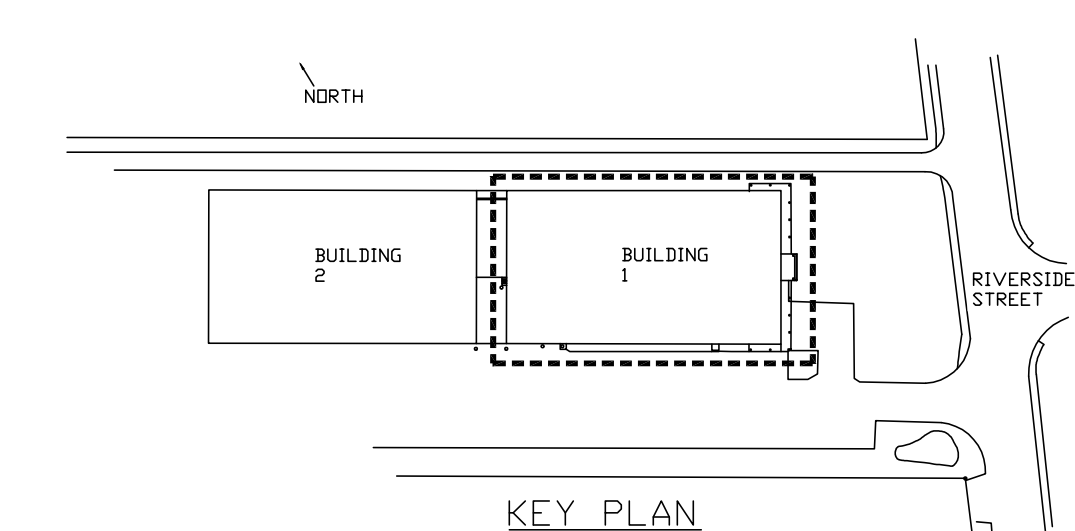 NORTH
BUILDING
2
BUILDING
1
RIVERSIDE
STREET
KEY PLAN